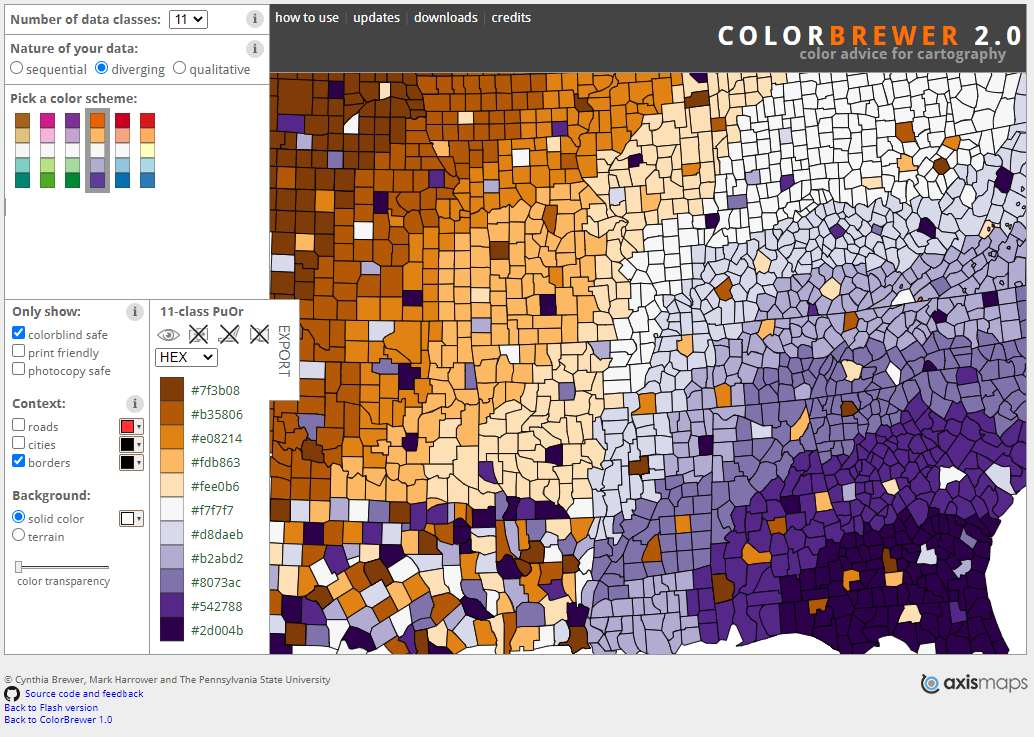 Number of data classes: 11 i
how to use | updates | downloads | credits
COLORBREWER 2.0
color advice for cartography
Nature of your data: i
sequential diverging qualitative
Pick a color scheme:
Only show: i
colorblind safe
print friendly
photocopy safe
Context: i
roads
cities
borders
Background:
solid color
terrain
color transparency
11-class PuOr
HEX
EXPORT
#7f3b08
#b35806
#e08214
#fdb863
#fee0b6
#f7f7f7
#d8daeb
#b2abd2
#8073ac
#542788
#2d004b
© Cynthia Brewer, Mark Harrower and The Pennsylvania State University
Source code and feedback
Back to Flash version
Back to ColorBrewer 1.0
axismaps